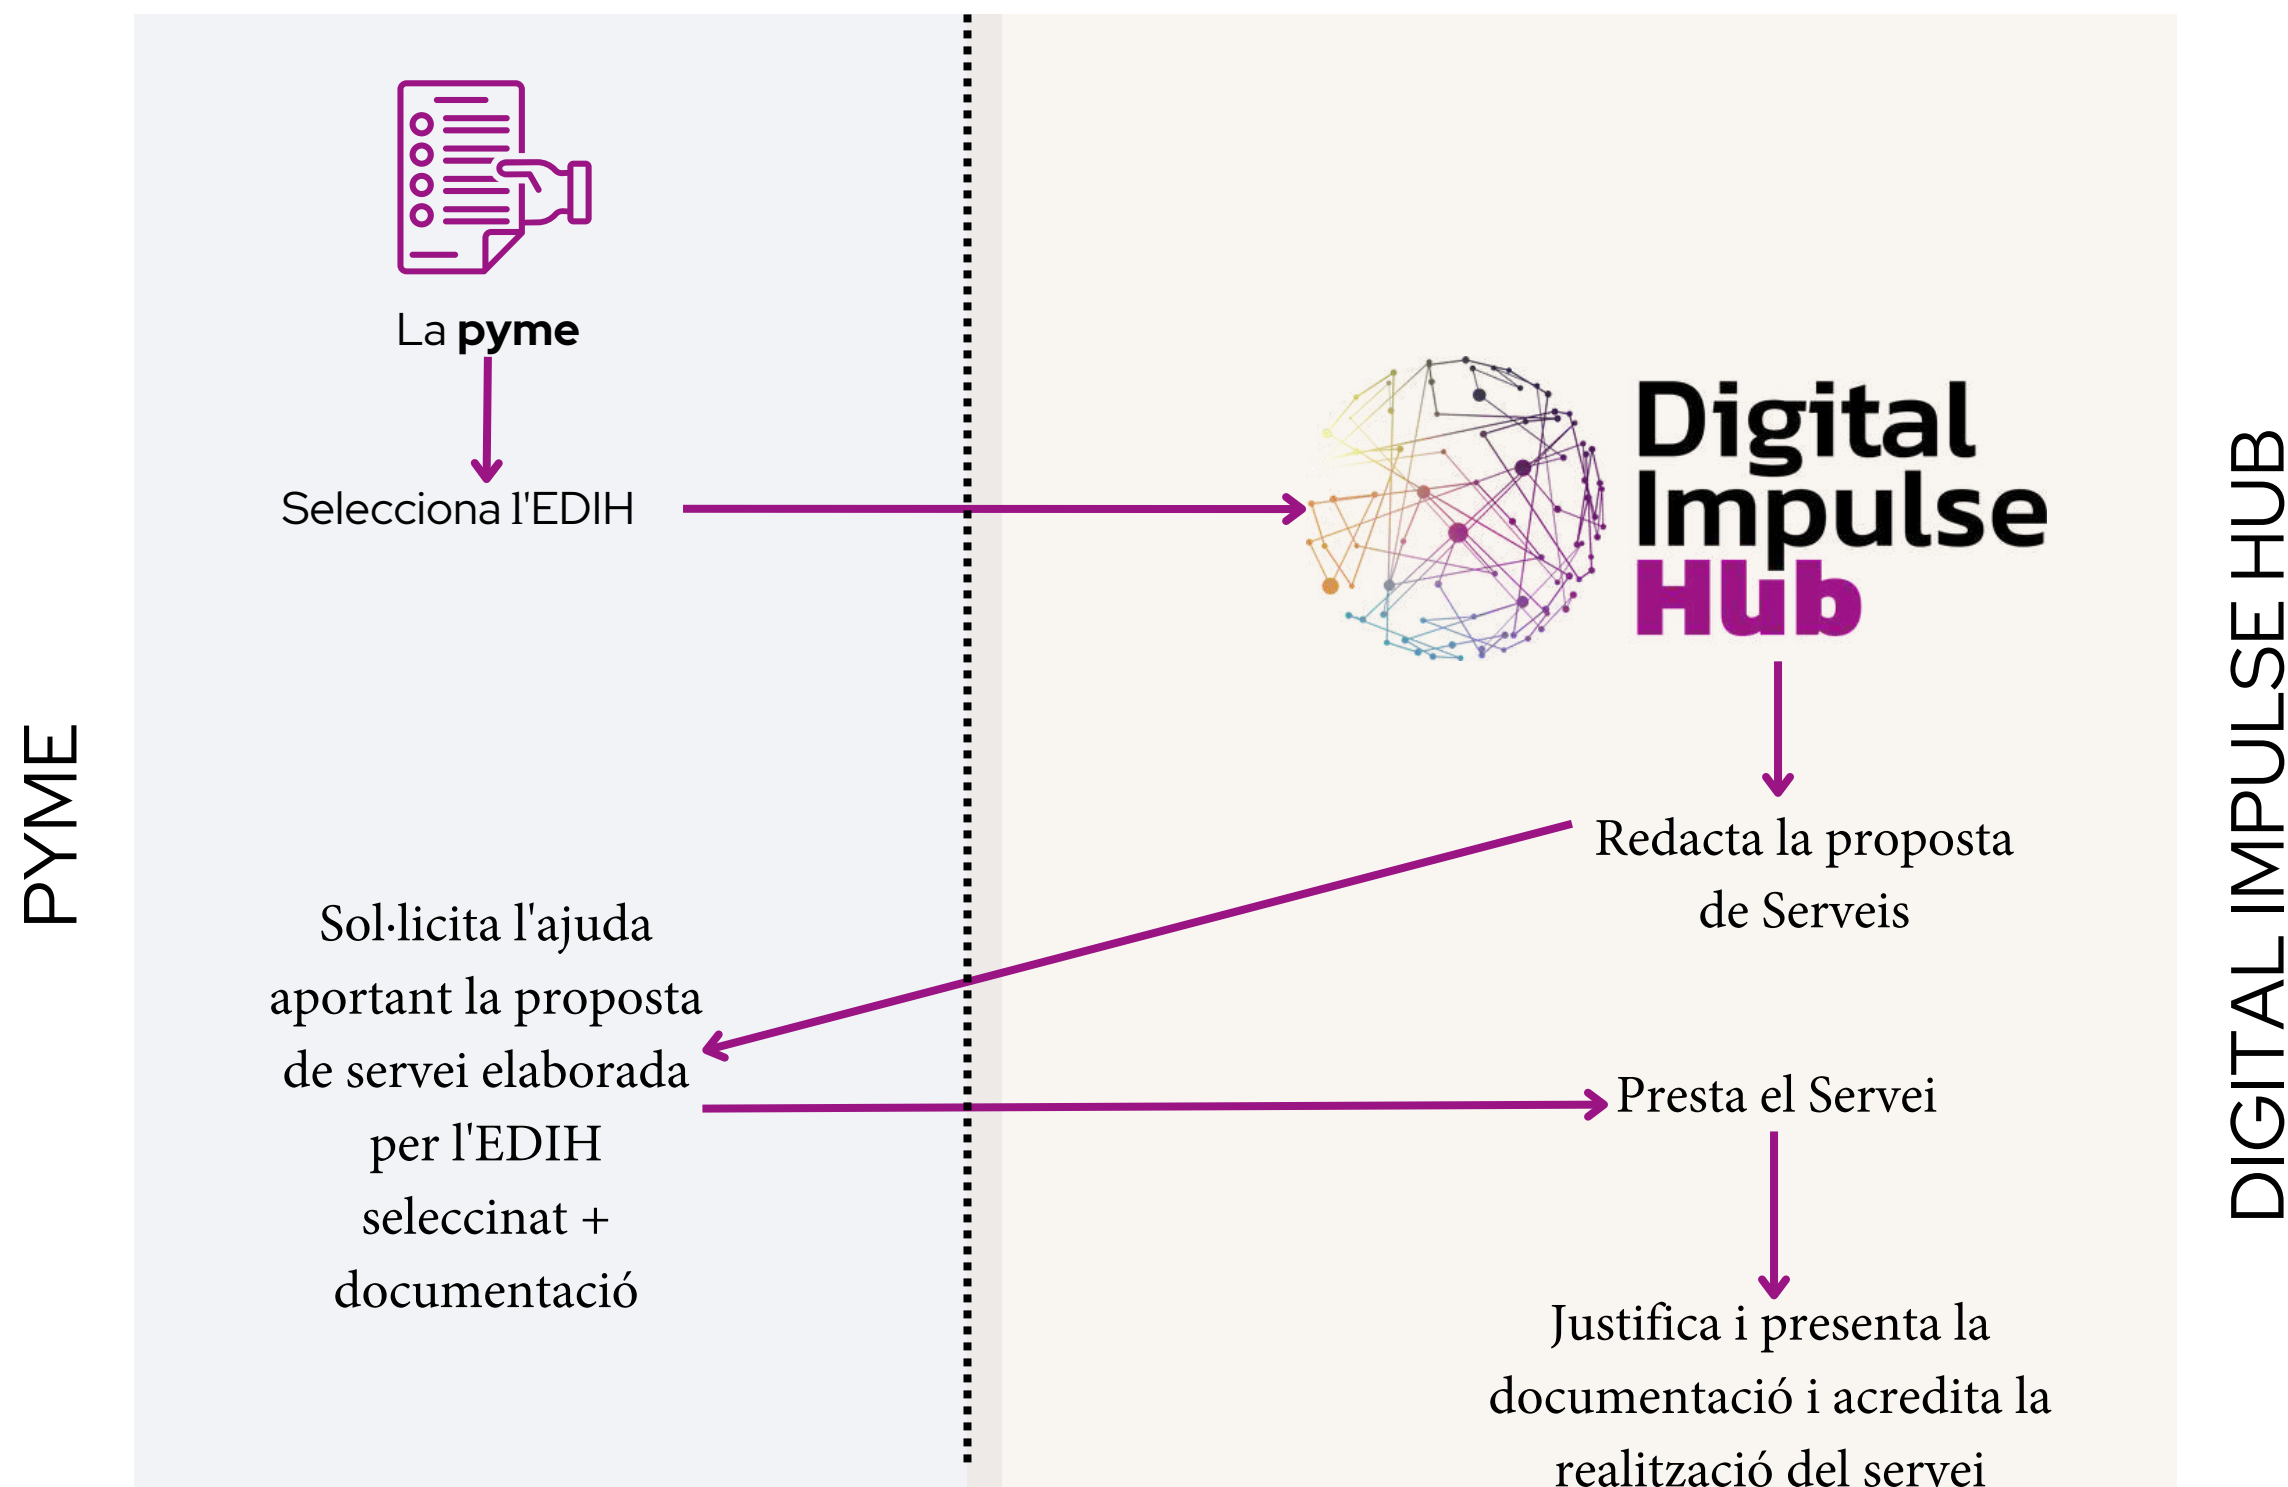 La pyme
Selecciona l'EDIH
Digital
Impulse
Hub
Redacta la proposta
de Serveis
Sol·licita l'ajuda
aportant la proposta
de servei elaborada
per l'EDIH
seleccinat +
documentació
Presta el Servei
Justifica i presenta la
documentació i acredita la
realització del servei
PYME
DIGITAL IMPULSE HUB